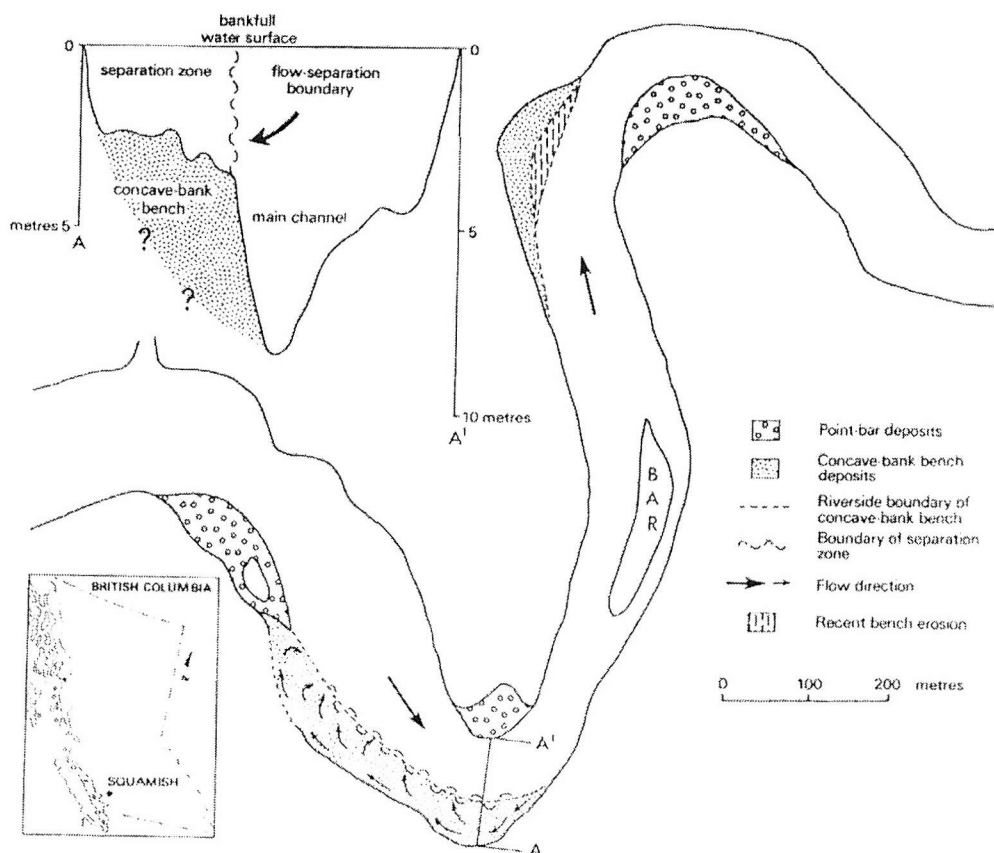 bankfull
water surface
0
0
separation zone
flow-separation
boundary
concave-bank
bench
main channel
metres 5
5
A
?
?
10 metres
A'
B
A
R
Point-bar deposits
Concave-bank bench
deposits
Riverside boundary of
concave-bank bench
Boundary of separation
zone
Flow direction
Recent bench erosion
0 100 200 metres
BRITISH COLUMBIA
SQUAMISH
A'
A